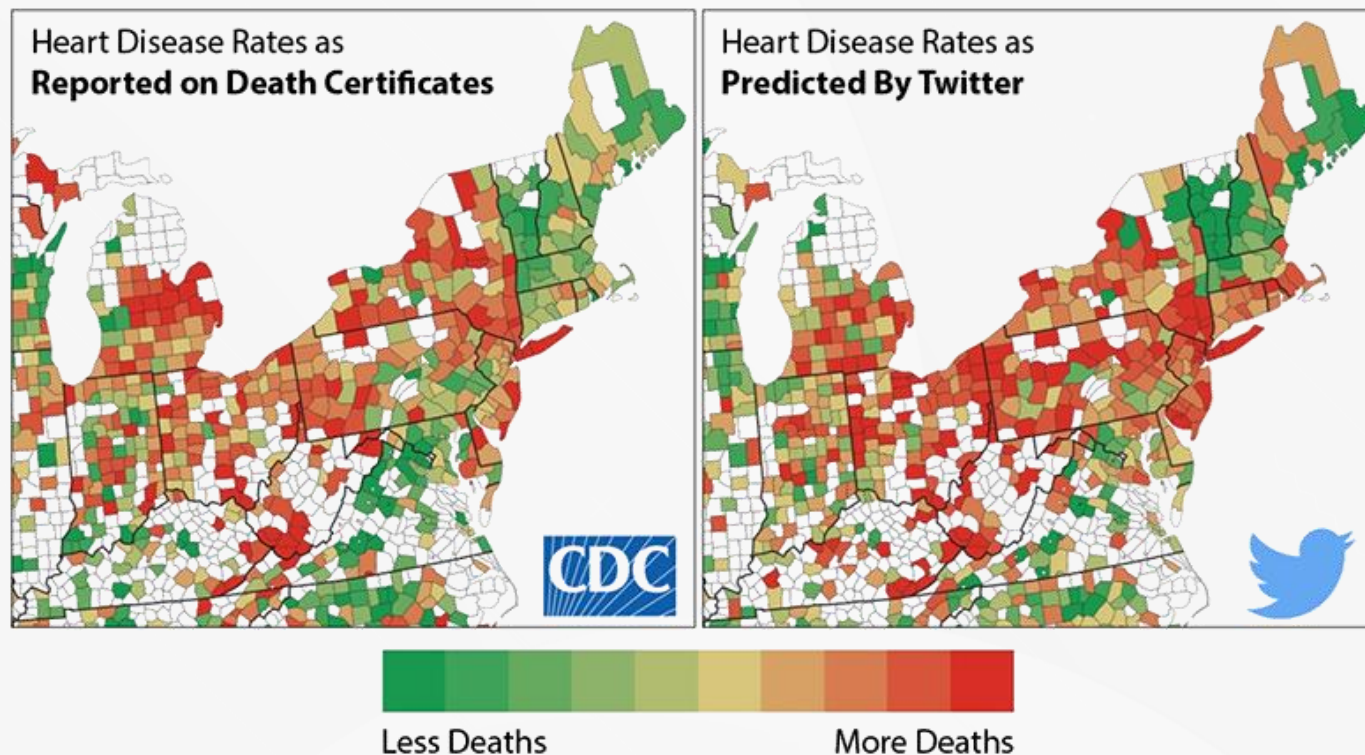 Heart Disease Rates as
Reported on Death Certificates
Heart Disease Rates as
Predicted By Twitter
CDC
Less Deaths
More Deaths